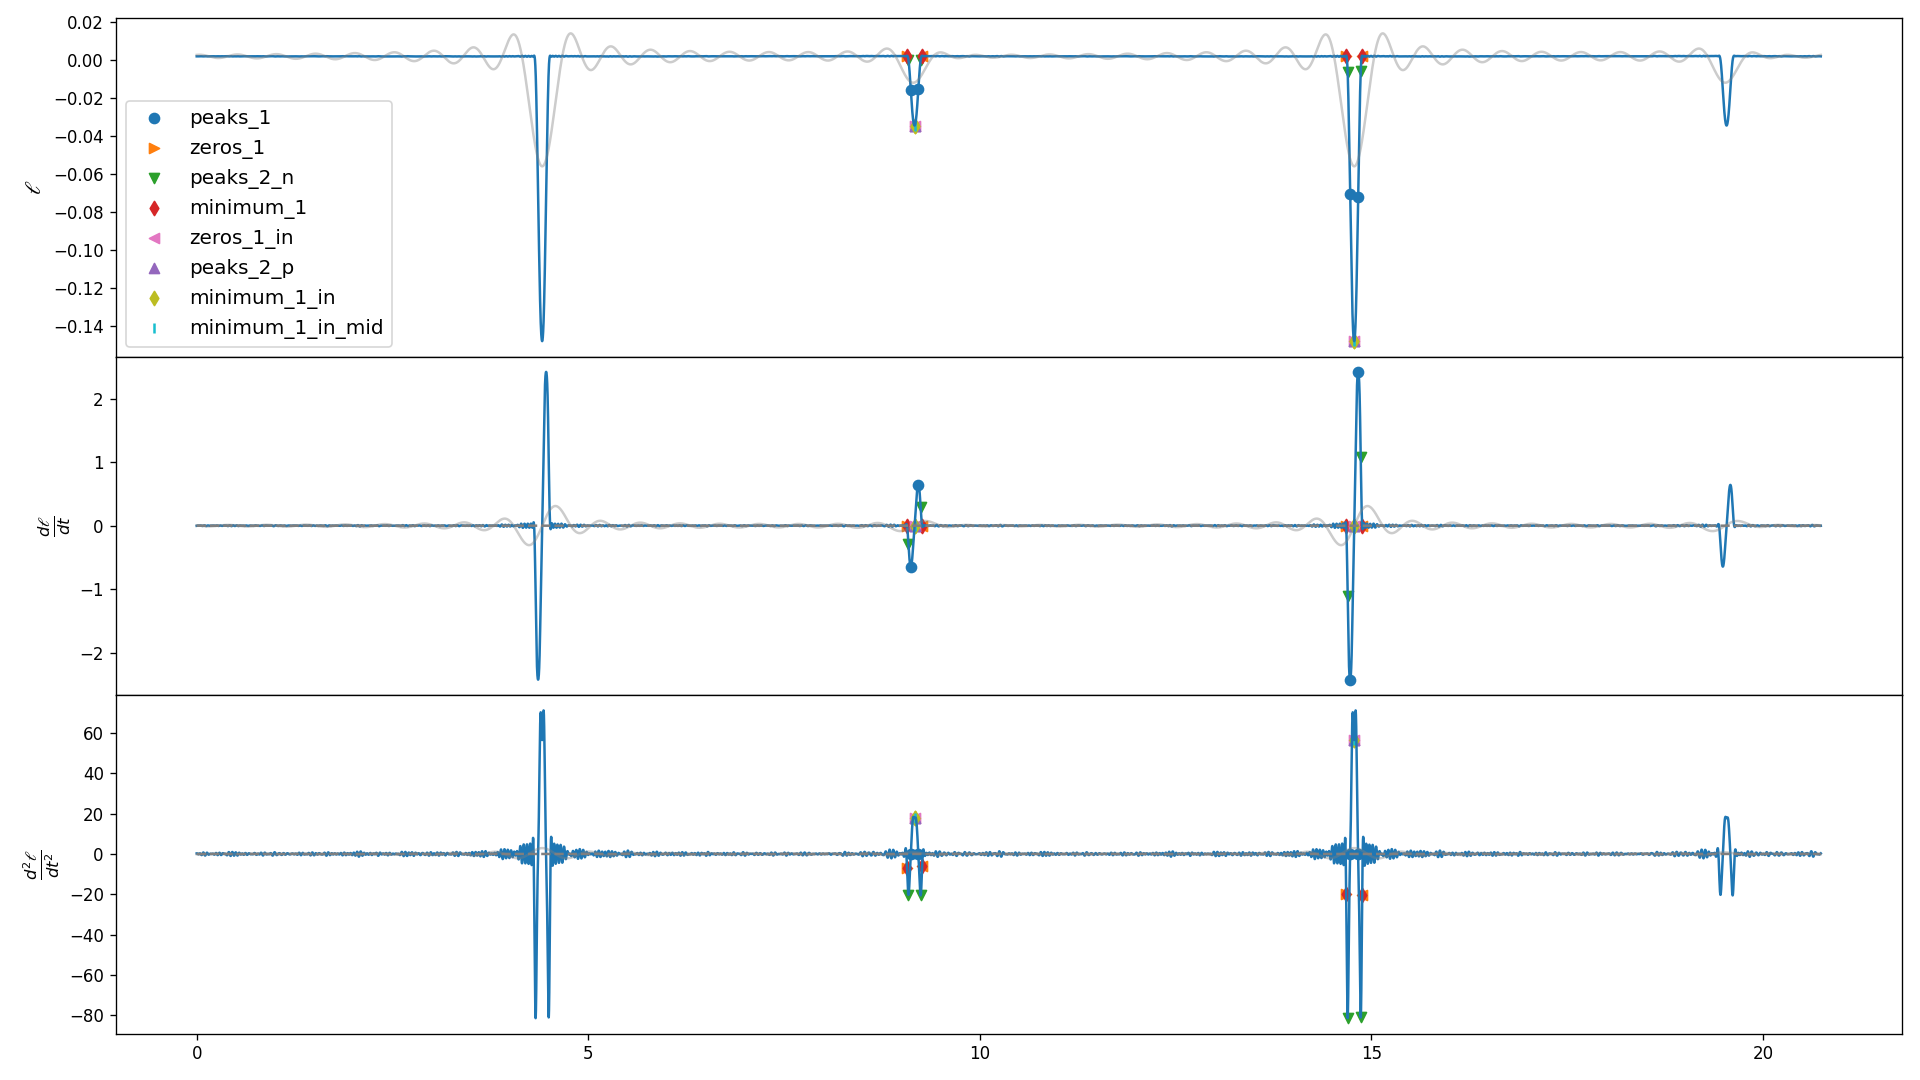 0.02
0.00
−0.02
−0.04
−0.06
−0.08
−0.10
−0.12
−0.14
ℓ
peaks_1
zeros_1
peaks_2_n
minimum_1
zeros_1_in
peaks_2_p
minimum_1_in
minimum_1_in_mid
2
1
0
−1
−2
dℓ
dt
60
40
20
0
−20
−40
−60
−80
d²ℓ
dt²
0 5 10 15 20